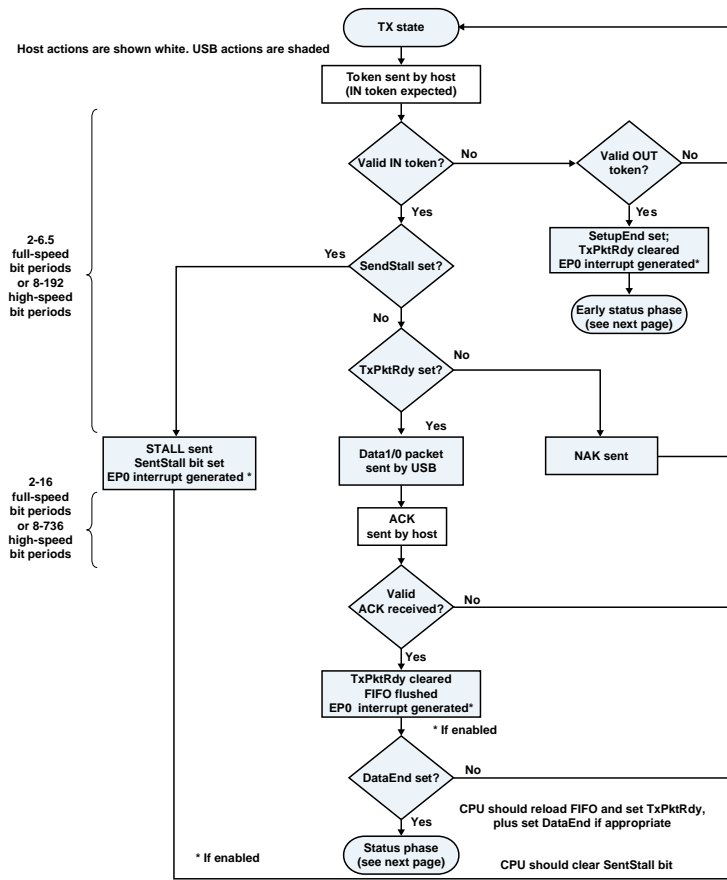 TX state
Host actions are shown white. USB actions are shaded
Token sent by host
(IN token expected)
Valid IN token?
No
Valid OUT
token?
No
Yes
Yes
SetupEnd set;
TxPktRdy cleared
EP0 interrupt generated*
2-6.5
full-speed
bit periods
or 8-192
high-speed
bit periods
Yes
SendStall set?
Early status phase
(see next page)
No
TxPktRdy set?
No
Yes
STALL sent
SentStall bit set
EP0 interrupt generated *
Data1/0 packet
sent by USB
NAK sent
2-16
full-speed
bit periods
or 8-736
high-speed
bit periods
ACK
sent by host
Valid
ACK received?
No
Yes
TxPktRdy cleared
FIFO flushed
EP0 interrupt generated*
* If enabled
DataEnd set?
No
CPU should reload FIFO and set TxPktRdy,
plus set DataEnd if appropriate
Yes
Status phase
(see next page)
* If enabled
CPU should clear SentStall bit